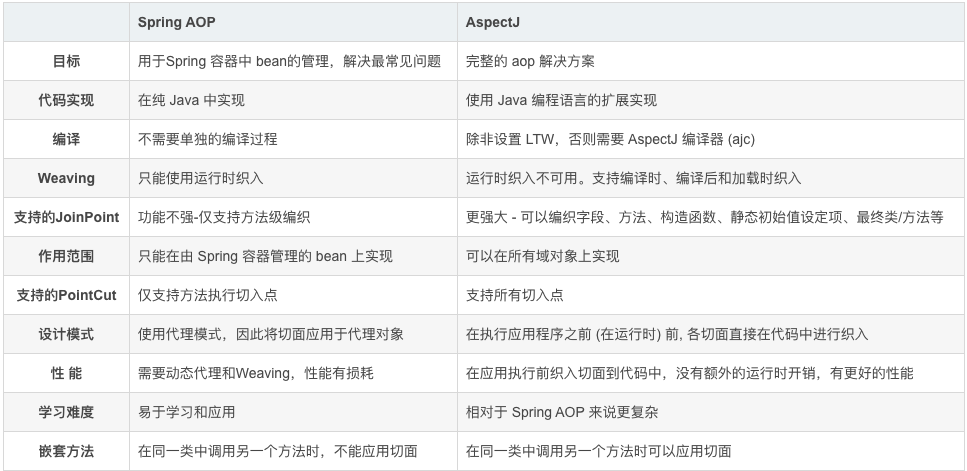 Spring AOP AspectJ
目标 用于Spring 容器中 bean的管理，解决最常见问题 完整的 aop 解决方案
代码实现 在纯 Java 中实现 使用 Java 编程语言的扩展实现
编译 不需要单独的编译过程 除非设置 LTW，否则需要 AspectJ 编译器 (ajc)
Weaving 只能使用运行时织入 运行时织入不可用。支持编译时、编译后和加载时织入
支持的JoinPoint 功能不强-仅支持方法级编织 更强大 - 可以编织字段、方法、构造函数、静态初始值设定项、最终类/方法等
作用范围 只能在由 Spring 容器管理的 bean 上实现 可以在所有域对象上实现
支持的PointCut 仅支持方法执行切入点 支持所有切入点
设计模式 使用代理模式，因此将切面应用于代理对象 在执行应用程序之前 (在运行时) 前, 各切面直接在代码中进行织入
性 能 需要动态代理和Weaving，性能有损耗 在应用执行前织入切面到代码中，没有额外的运行时开销，有更好的性能
学习难度 易于学习和应用 相对于 Spring AOP 来说更复杂
嵌套方法 在同一类中调用另一个方法时，不能应用切面 在同一类中调用另一个方法时可以应用切面